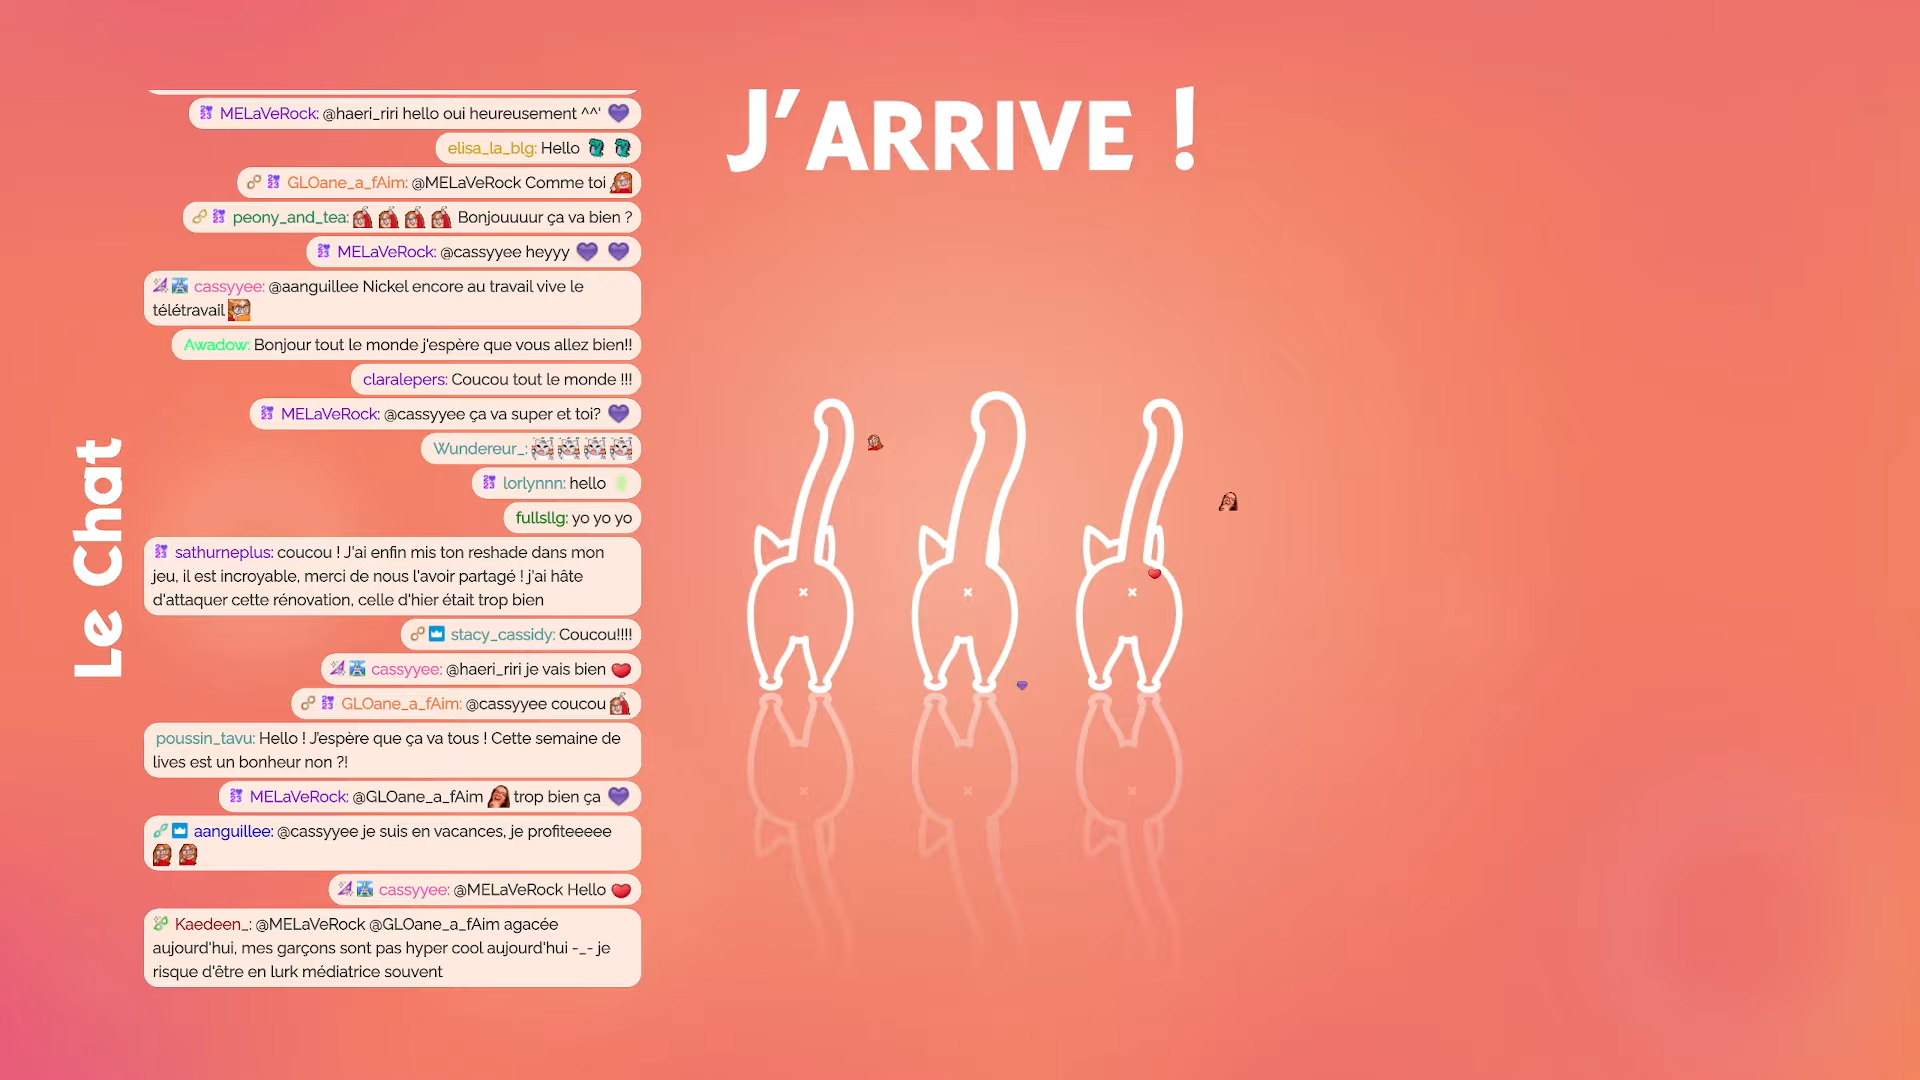 J'ARRIVE !
Le Chat
MELaVeRock: @haeri_riri hello oui heureusement ^^'
elisa_la_blg: Hello
GLOane_a_fAim: @MELaVeRock Comme toi
peony_and_tea: Bonjouuuur ça va bien ?
MELaVeRock: @cassyyee heyyy
cassyyee: @aanguillee Nickel encore au travail vive le
télétravail
Awadow: Bonjour tout le monde j'espère que vous allez bien!!
claralepers: Coucou tout le monde !!!
MELaVeRock: @cassyyee ça va super et toi?
Wundereur_:
lorlynnn: hello
fullsllg: yo yo yo
sathurneplus: coucou ! J'ai enfin mis ton reshade dans mon
jeu, il est incroyable, merci de nous l'avoir partagé ! j'ai hâte
d'attaquer cette rénovation, celle d'hier était trop bien
stacy_cassidy: Coucou!!!!
cassyyee: @haeri_riri je vais bien
GLOane_a_fAim: @cassyyee coucou
poussin_tavu: Hello ! J'espère que ça va tous ! Cette semaine de
lives est un bonheur non ?!
MELaVeRock: @GLOane_a_fAim trop bien ça
aanguillee: @cassyyee je suis en vacances, je profiteeeee
cassyyee: @MELaVeRock Hello
Kaedeen_: @MELaVeRock @GLOane_a_fAim agacée
aujourd'hui, mes garçons sont pas hyper cool aujourd'hui -_- je
risque d'être en lurk médiatrice souvent